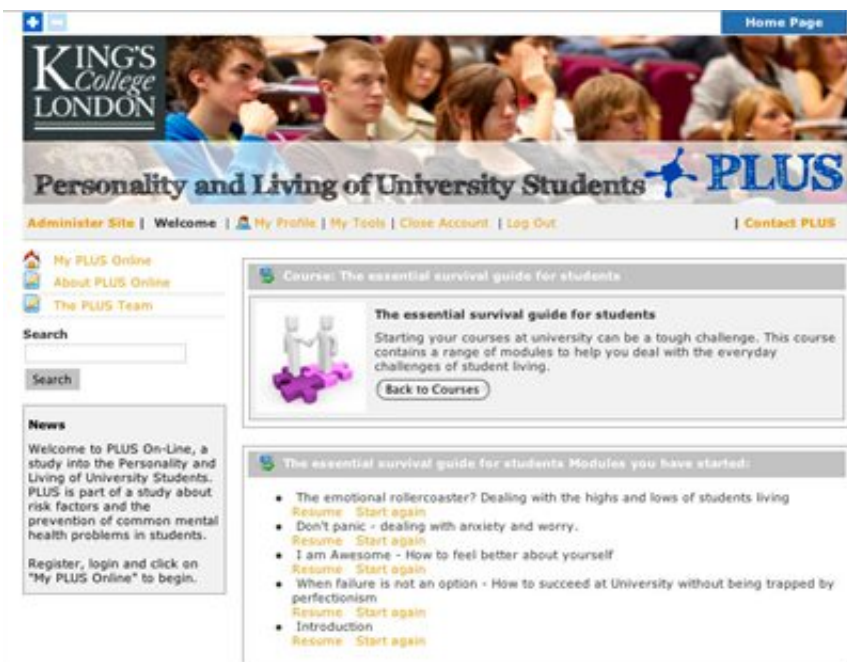 Home Page
KING'S
College
LONDON
Personality and Living of University Students PLUS
Administer Site | Welcome | My Profile | My Tools | Close Account | Log Out | Contact PLUS
My PLUS Online
About PLUS Online
The PLUS Team
Search
Search
News
Welcome to PLUS On-Line, a
study into the Personality and
Living of University Students.
PLUS is part of a study about
risk factors and the
prevention of common mental
health problems in students.
Register, login and click on
"My PLUS Online" to begin.
Course: The essential survival guide for students
The essential survival guide for students
Starting your courses at university can be a tough challenge. This course
contains a range of modules to help you deal with the everyday
challenges of student living.
Back to Courses
The essential survival guide for students Modules you have started:
The emotional rollercoaster? Dealing with the highs and lows of students living
Resume Start again
Don't panic - dealing with anxiety and worry.
Resume Start again
I am Awesome - How to feel better about yourself
Resume Start again
When failure is not an option - How to succeed at University without being trapped by
perfectionism
Resume Start again
Introduction
Resume Start again